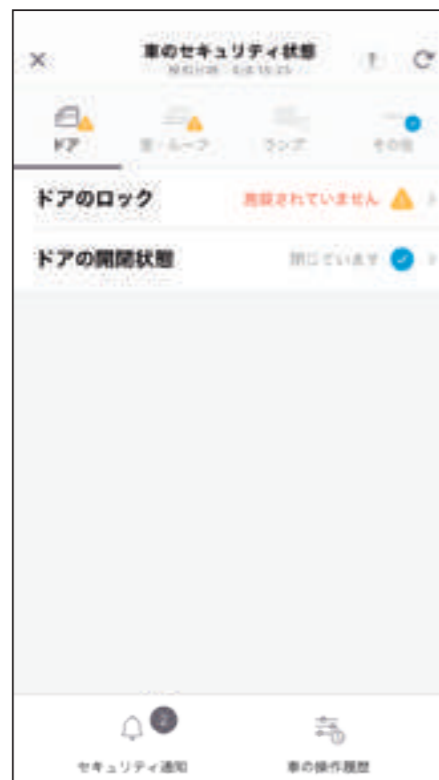 車のセキュリティ状態
ドア
窓・ルーフ
ランプ
その他
ドアのロック
施錠されていません
ドアの開閉状態
閉じています
2
セキュリティ通知
車の操作履歴